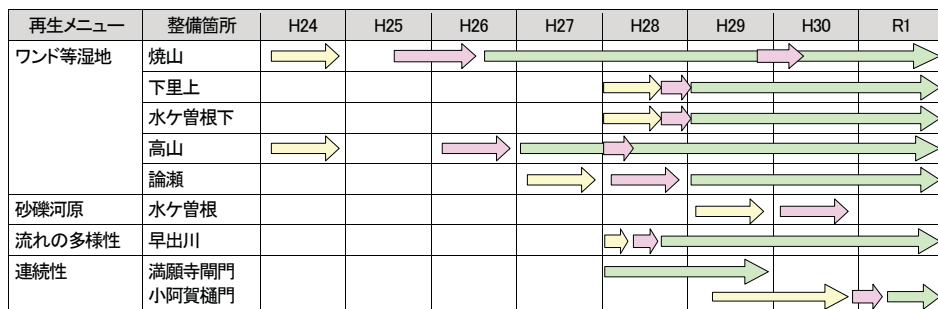 再生メニュー 整備箇所 H24 H25 H26 H27 H28 H29 H30 R1
ワンド等湿地 焼山
下里上
水ケ曽根下
高山
論瀬
砂礫河原 水ケ曽根
流れの多様性 早出川
連続性 満願寺閘門
小阿賀樋門